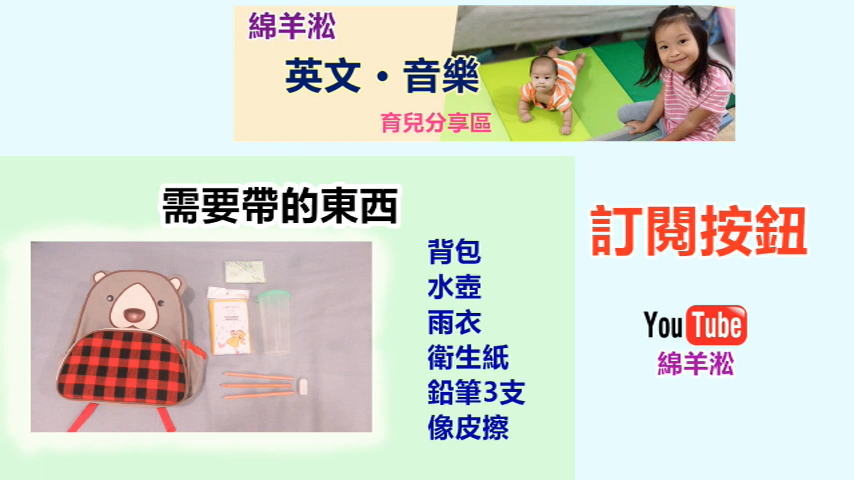 綿羊淞
英文・音樂
育兒分享區
需要帶的東西
背包
水壺
雨衣
衛生紙
鉛筆3支
像皮擦
訂閱按鈕
YouTube
綿羊淞